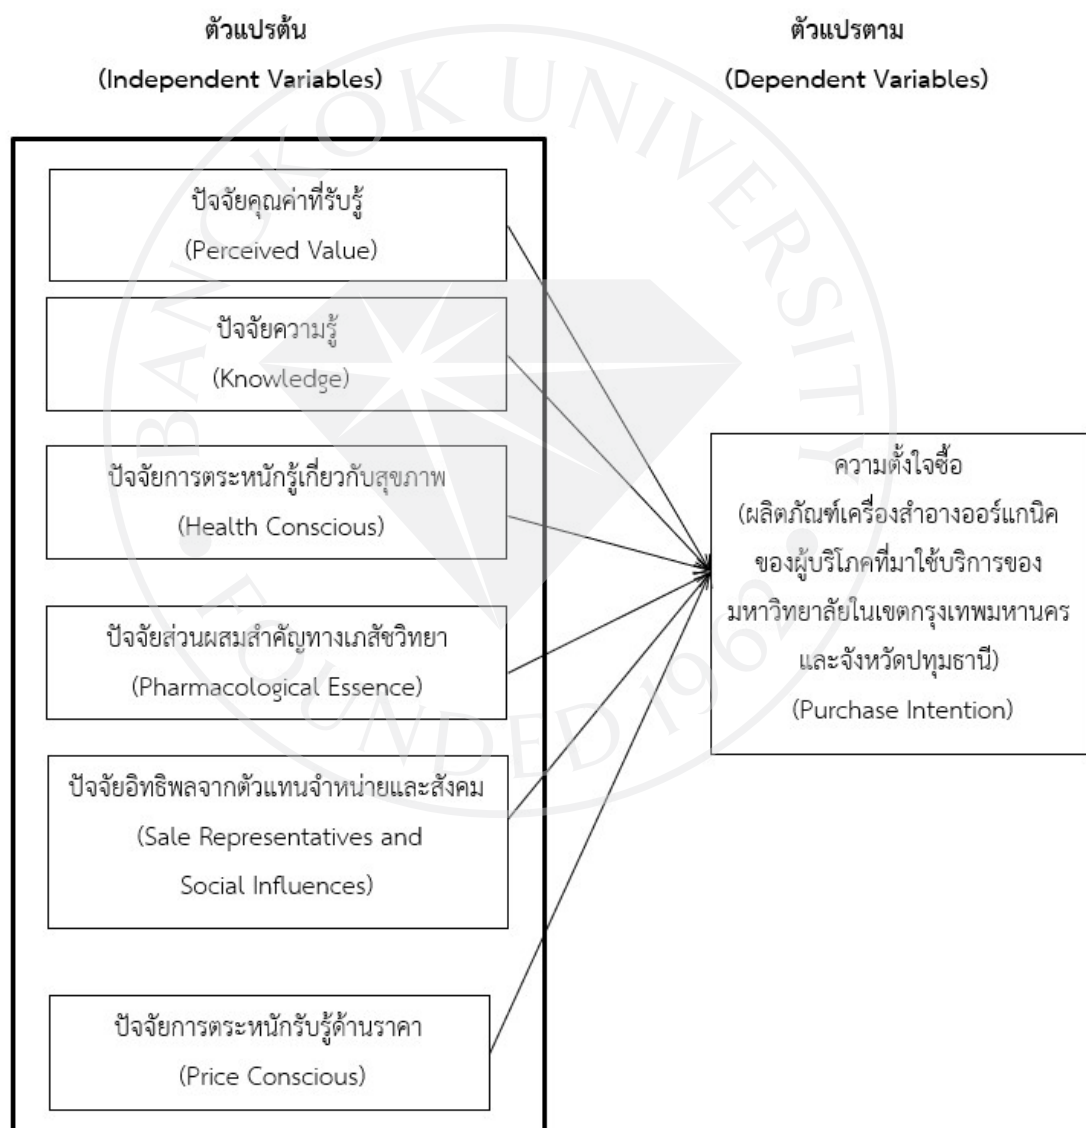 ตัวแปรต้น
(Independent Variables)
ตัวแปรตาม
(Dependent Variables)
ปัจจัยคุณค่าที่รับรู้
(Perceived Value)
ปัจจัยความรู้
(Knowledge)
ปัจจัยการตระหนักรู้เกี่ยวกับสุขภาพ
(Health Conscious)
ปัจจัยส่วนผสมสำคัญทางเภสัชวิทยา
(Pharmacological Essence)
ปัจจัยอิทธิพลจากตัวแทนจำหน่ายและสังคม
(Sale Representatives and
Social Influences)
ปัจจัยการตระหนักรับรู้ด้านราคา
(Price Conscious)
ความตั้งใจซื้อ
(ผลิตภัณฑ์เครื่องสำอางออร์แกนิค
ของผู้บริโภคที่มาใช้บริการของ
มหาวิทยาลัยในเขตกรุงเทพมหานคร
และจังหวัดปทุมธานี)
(Purchase Intention)
BANGKOK UNIVERSITY
FOUNDED 1962